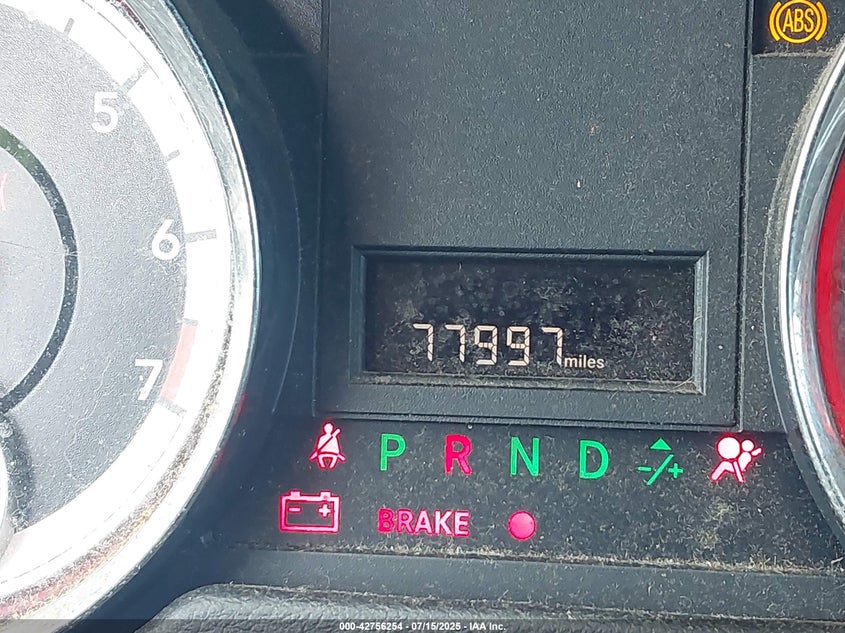 ABS
5
6
7
77997 miles
P R N D -/+
- +
BRAKE
000-42756254 - 07/15/2025 - IAA Inc.